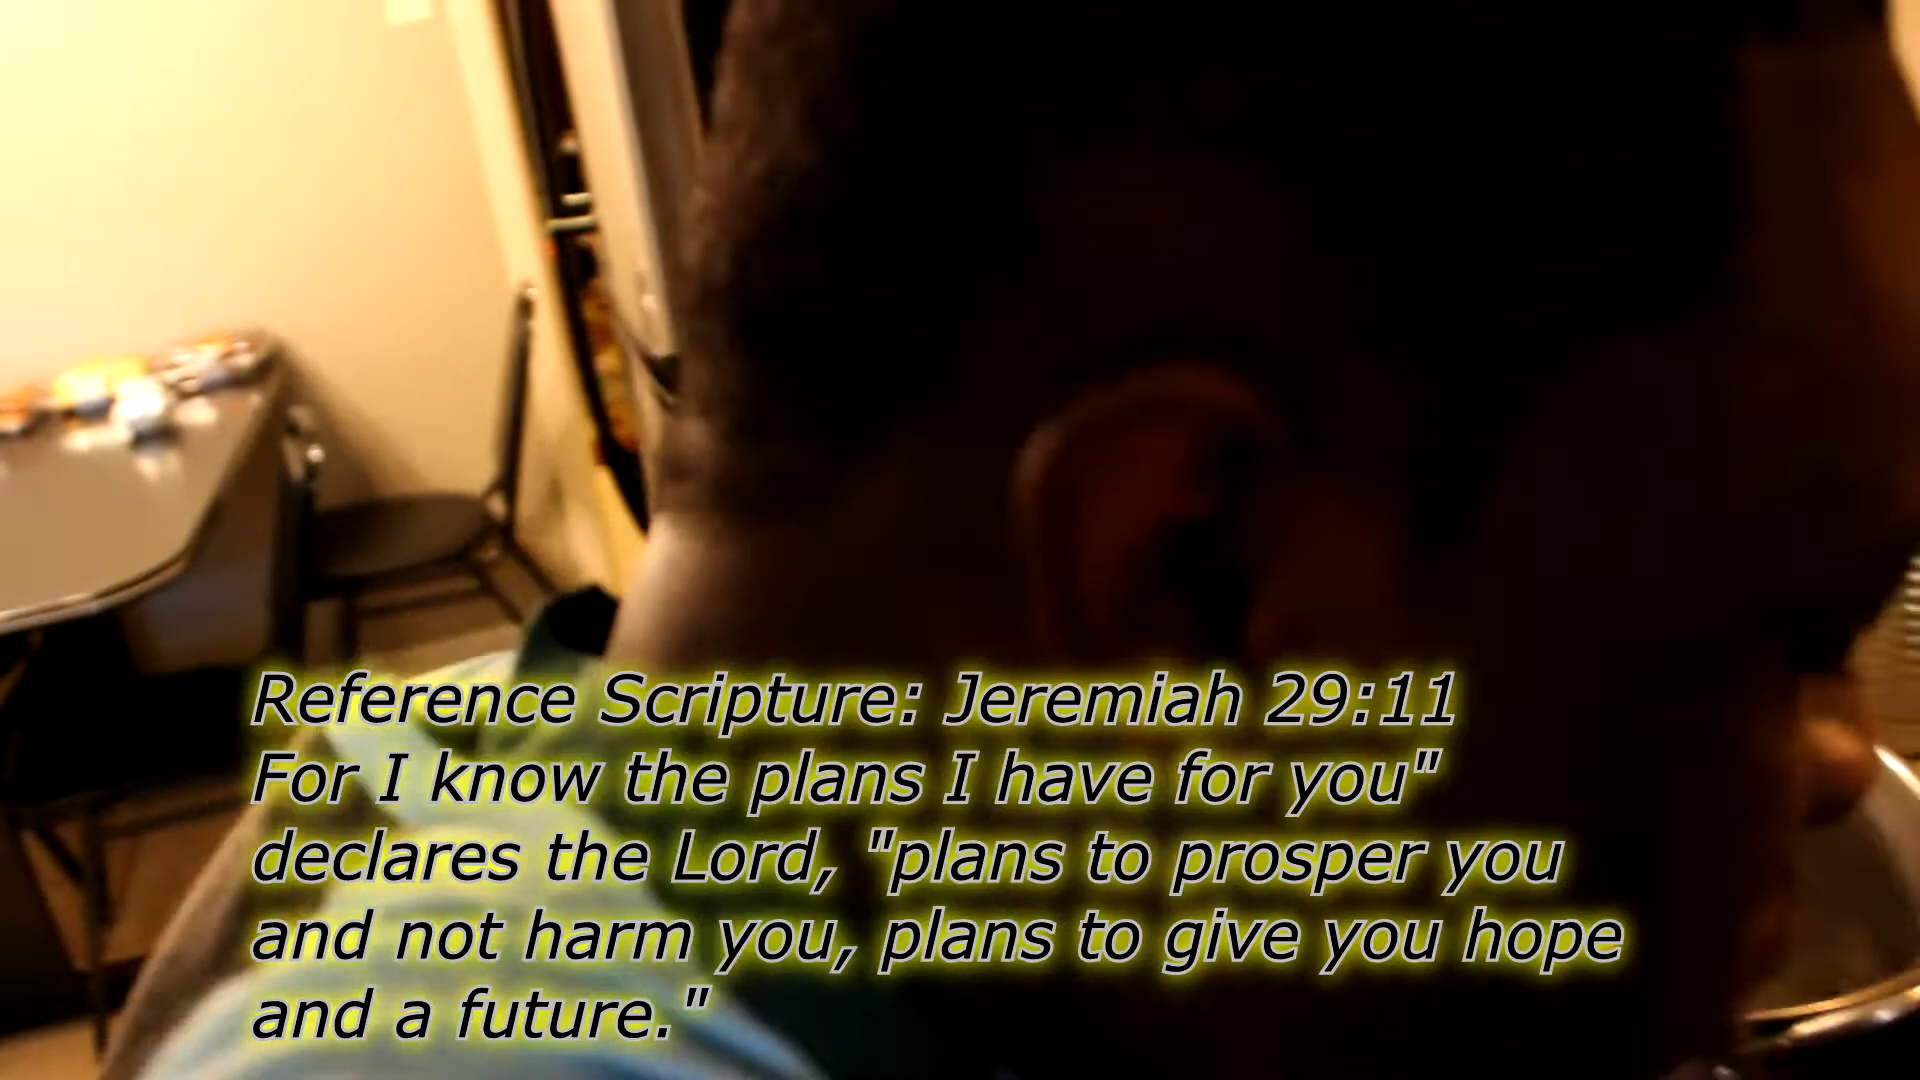 Reference Scripture: Jeremiah 29:11
For I know the plans I have for you"
declares the Lord, "plans to prosper you
and not harm you, plans to give you hope
and a future."